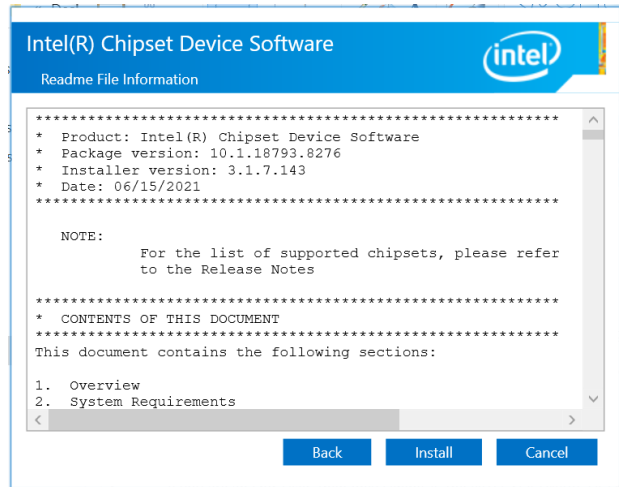 Intel(R) Chipset Device Software
intel
Readme File Information
*************************************************************
*  Product: Intel(R) Chipset Device Software
*  Package version: 10.1.18793.8276
*  Installer version: 3.1.7.143
*  Date: 06/15/2021
*************************************************************
NOTE:
For the list of supported chipsets, please refer
to the Release Notes
*************************************************************
*  CONTENTS OF THIS DOCUMENT
*************************************************************
This document contains the following sections:
1.  Overview
2.  System Requirements
Back
Install
Cancel